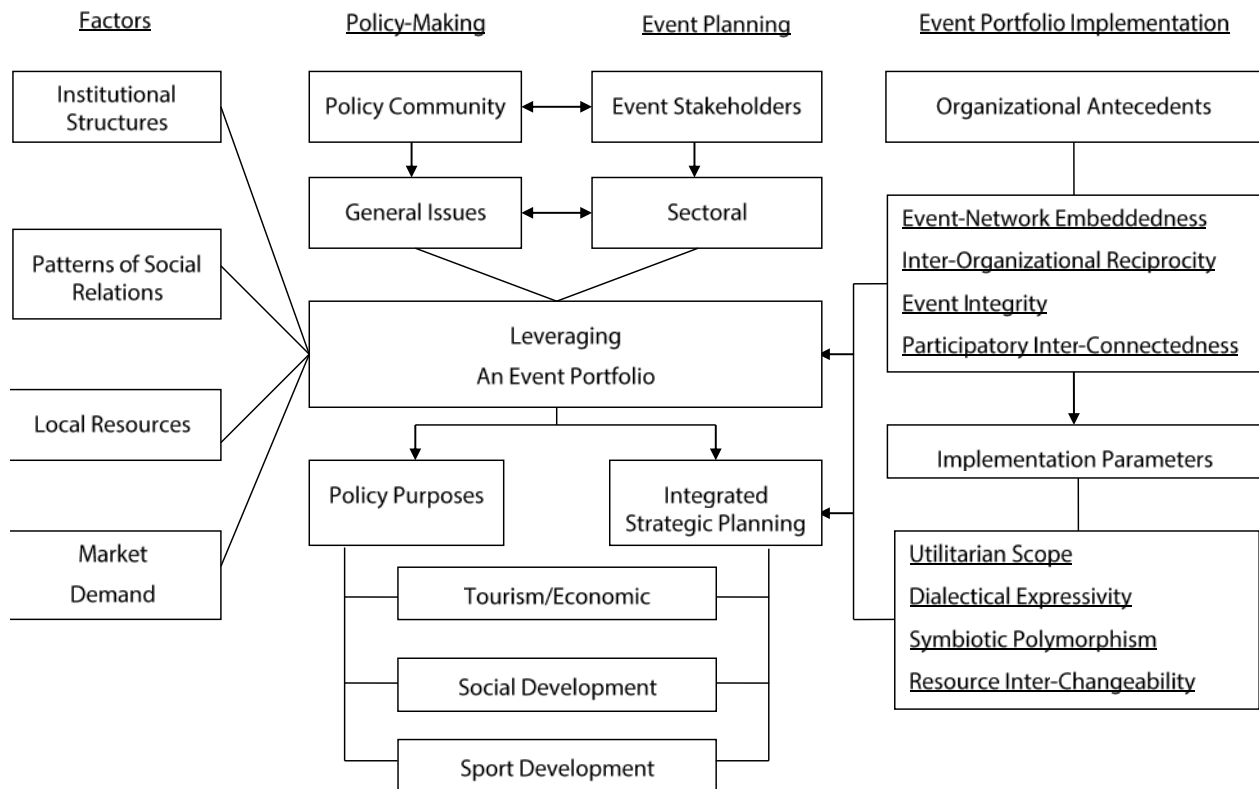 Factors
Policy-Making
Event Planning
Event Portfolio Implementation
Institutional
Structures
Patterns of Social
Relations
Local Resources
Market
Demand
Policy Community
Event Stakeholders
General Issues
Sectoral
Leveraging
An Event Portfolio
Policy Purposes
Integrated
Strategic Planning
Tourism/Economic
Social Development
Sport Development
Organizational Antecedents
Event-Network Embeddedness
Inter-Organizational Reciprocity
Event Integrity
Participatory Inter-Connectedness
Implementation Parameters
Utilitarian Scope
Dialectical Expressivity
Symbiotic Polymorphism
Resource Inter-Changeability